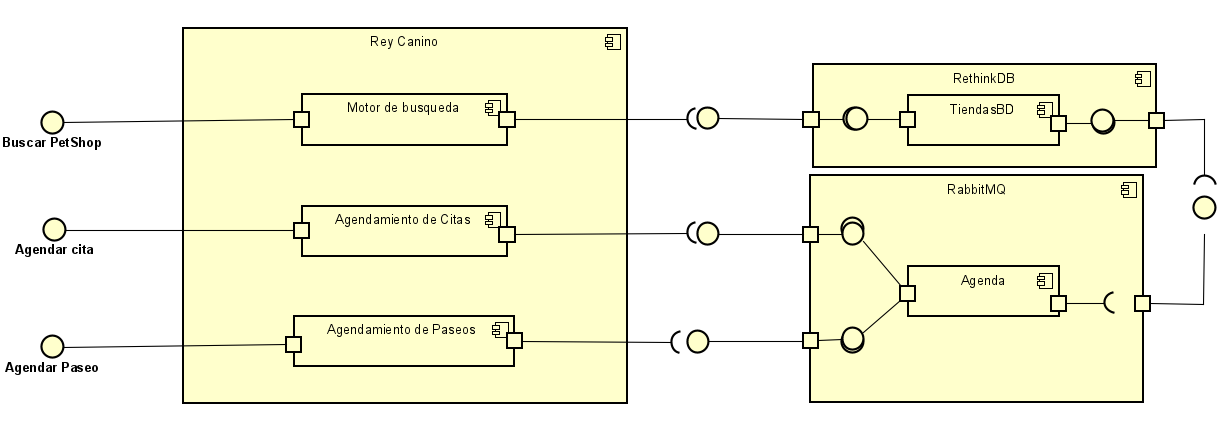 Rey Canino
Motor de busqueda
Buscar PetShop
Agendamiento de Citas
Agendar cita
Agendamiento de Paseos
Agendar Paseo
RethinkDB
TiendasBD
RabbitMQ
Agenda